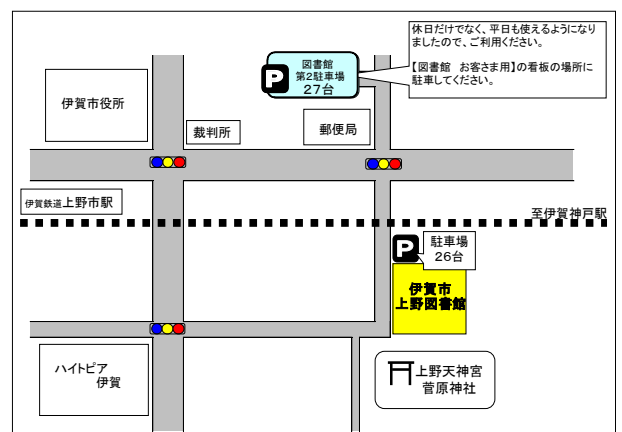 休日だけでなく、平日も使えるようになり
ましたので、ご利用ください。
【図書館　お客さま用】の看板の場所に
駐車してください。
P
図書館
第2駐車場
27台
伊賀市役所
裁判所
郵便局
伊賀鉄道上野市駅
至伊賀神戸駅
P
駐車場
26台
伊賀市
上野図書館
ハイトピア
伊賀
上野天神宮
菅原神社